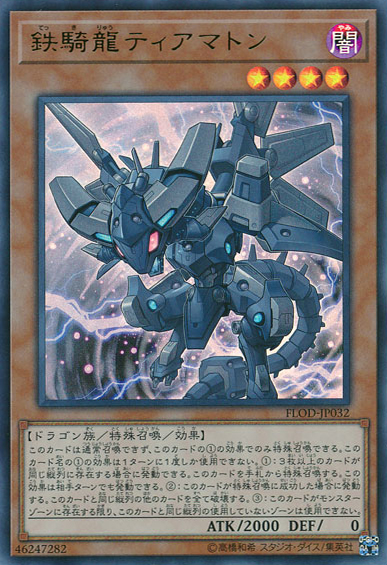 鉄騎龍ティアマトン
闇
FLOD-JP032
【ドラゴン族／特殊召喚／効果】
このカードは通常召喚できず、このカードの①の効果でのみ特殊召喚できる。この
カード名の①の効果は1ターンに1度しか使用できない。①：3枚以上のカードが
同じ縦列に存在する場合に発動できる。このカードを手札から特殊召喚する。この
効果は相手ターンでも発動できる。②：このカードが特殊召喚に成功した場合に発動
する。このカードと同じ縦列の他のカードを全て破壊する。③：このカードがモンスター
ゾーンに存在する限り、このカードと同じ縦列の使用していないゾーンは使用できない。
ATK/2000 DEF/ 0
46247282 ©高橋和希 スタジオ・ダイス/集英社